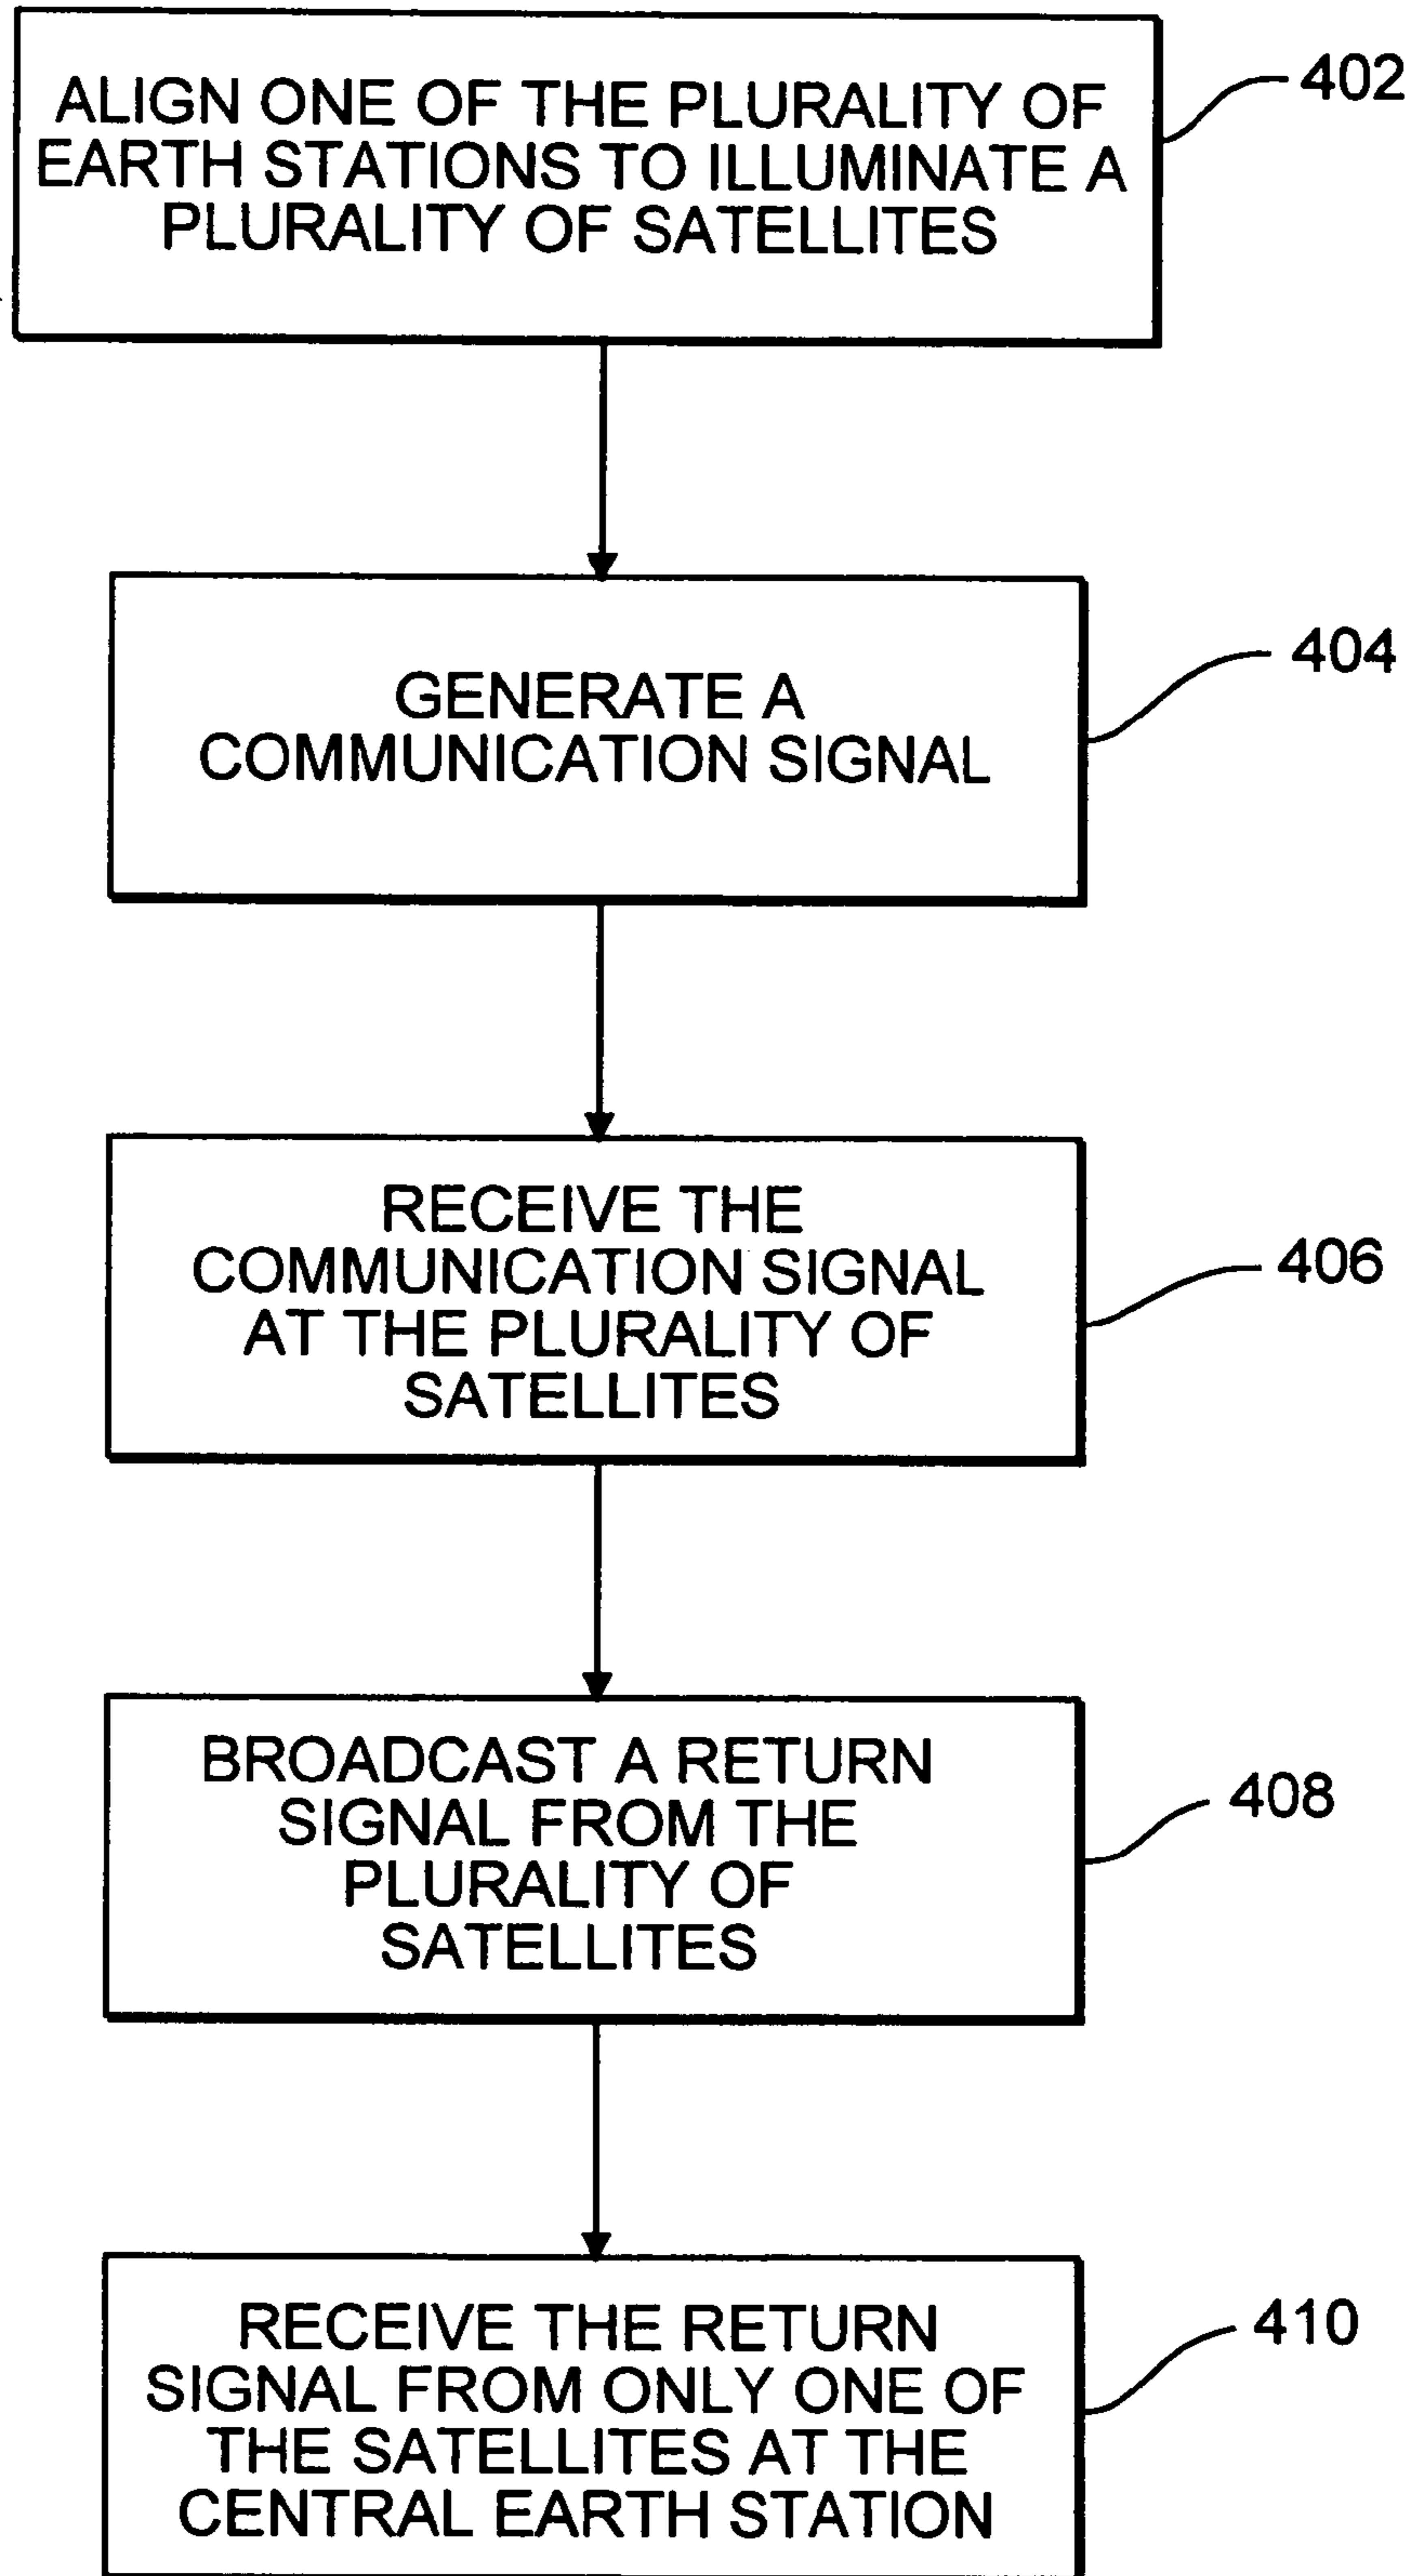 ALIGN ONE OF THE PLURALITY OF
EARTH STATIONS TO ILLUMINATE A
PLURALITY OF SATELLITES
402
GENERATE A
COMMUNICATION SIGNAL
404
RECEIVE THE
COMMUNICATION SIGNAL
AT THE PLURALITY OF
SATELLITES
406
BROADCAST A RETURN
SIGNAL FROM THE
PLURALITY OF
SATELLITES
408
RECEIVE THE RETURN
SIGNAL FROM ONLY ONE OF
THE SATELLITES AT THE
CENTRAL EARTH STATION
410